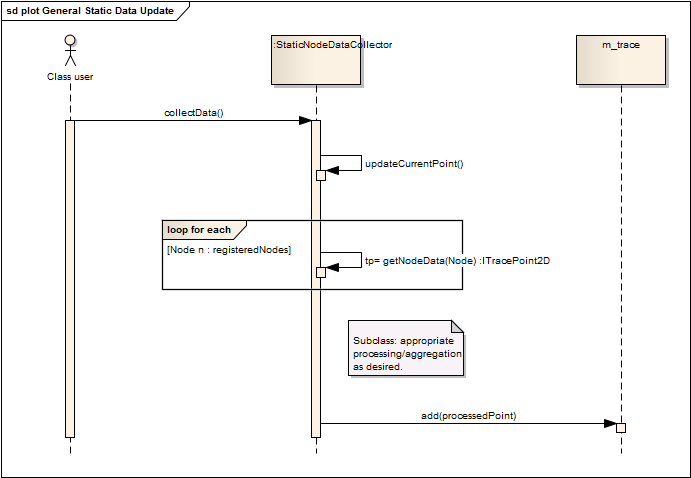 sd plot General Static Data Update
:StaticNodeDataCollector
m_trace
Class user
collectData()
updateCurrentPoint()
loop for each
[Node n : registeredNodes]
tp= getNodeData(Node) :ITracePoint2D
Subclass: appropriate
processing/aggregation
as desired.
add(processedPoint)